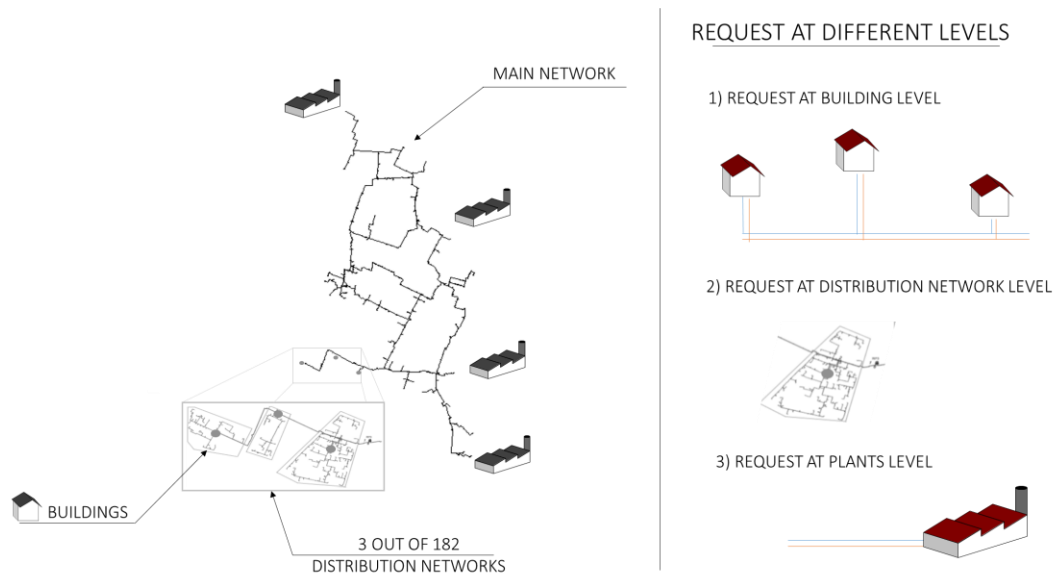 MAIN NETWORK
BUILDINGS
3 OUT OF 182
DISTRIBUTION NETWORKS
REQUEST AT DIFFERENT LEVELS
1) REQUEST AT BUILDING LEVEL
2) REQUEST AT DISTRIBUTION NETWORK LEVEL
3) REQUEST AT PLANTS LEVEL